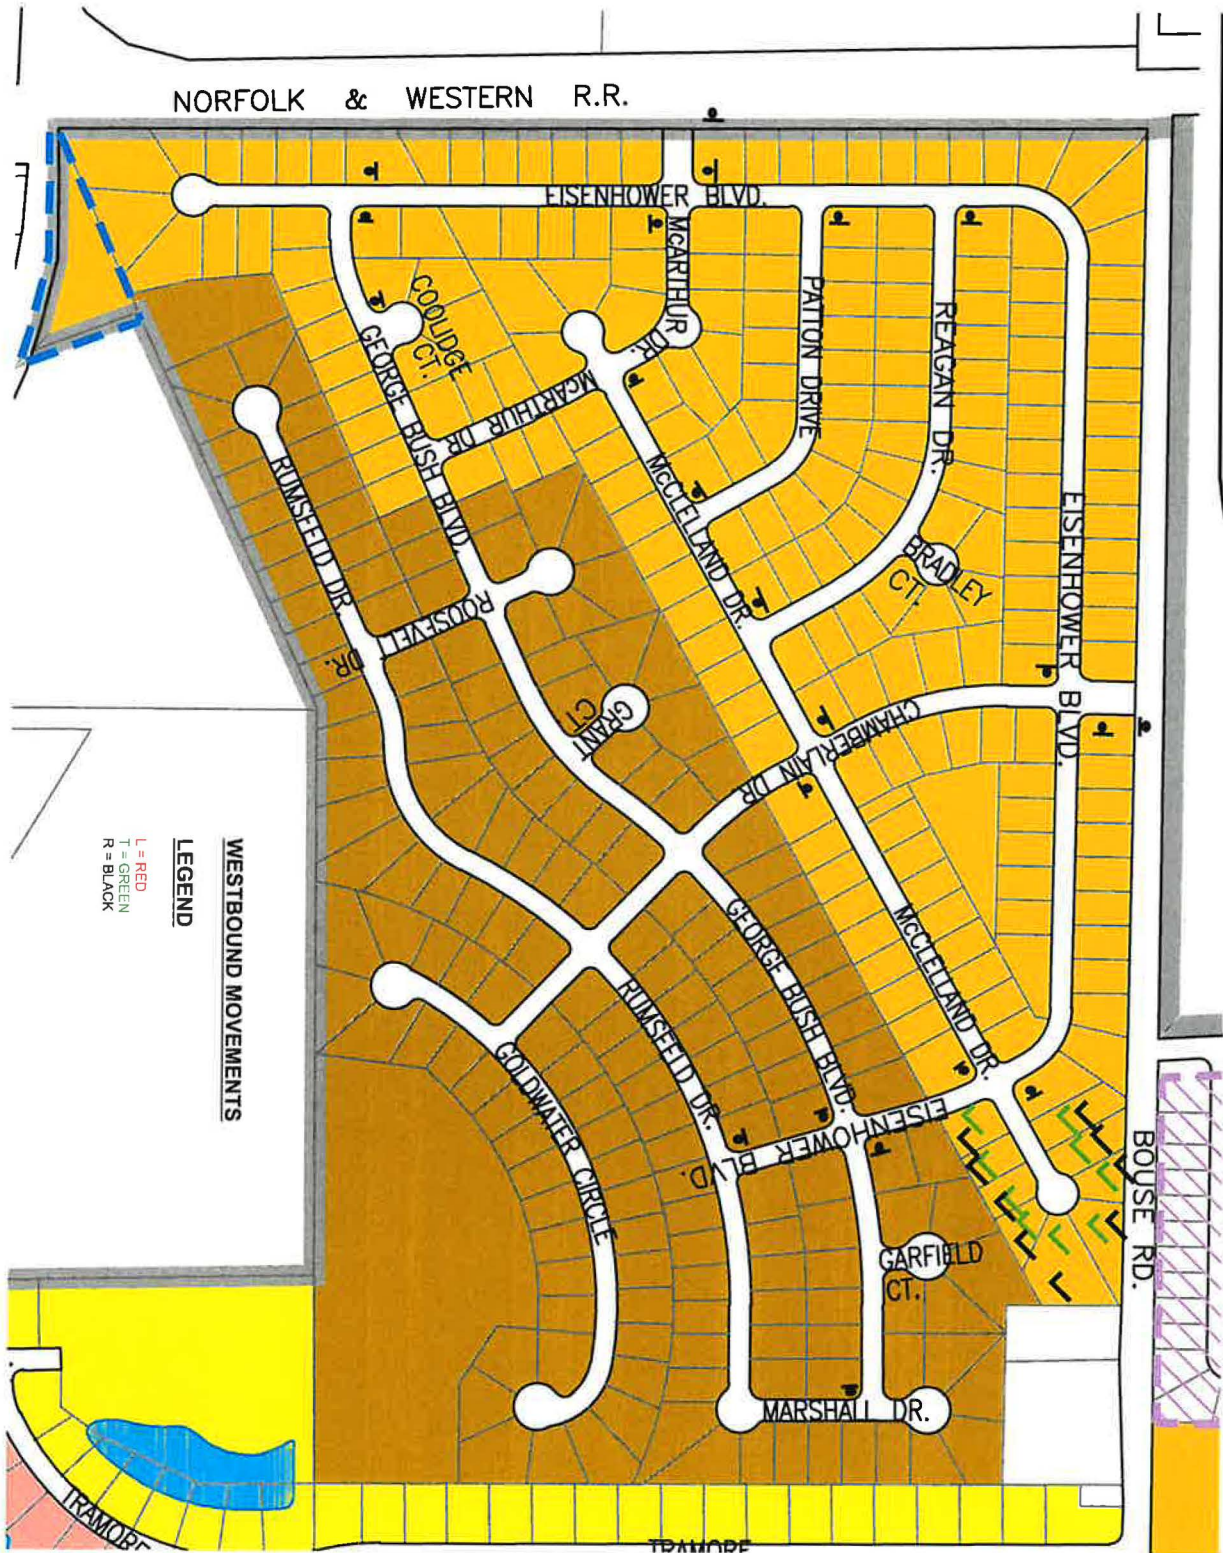 NORFOLK & WESTERN R.R.
EISENHOWER BLVD.
McARTHUR DR.
COOLIDGE
CT.
PATTON DRIVE
REAGAN DR.
GEORGE BUSH BLVD.
McARTHUR DR
McCLELLAND DR.
EISENHOWER BLVD.
BRADLEY
CT.
RUMSFELD DR.
ROOSEVELT DR.
GRANT
CT.
CHAMBERLAIN DR
McCLELLAND DR.
GEORGE BUSH BLVD.
RUMSFELD DR.
GOLDWATER CIRCLE
EISENHOWER BLVD.
BOUSE RD.
GARFIELD
CT.
MARSHALL DR.
WESTBOUND MOVEMENTS
LEGEND
L = RED
T = GREEN
R = BLACK
TRAMORE
TRAMORE